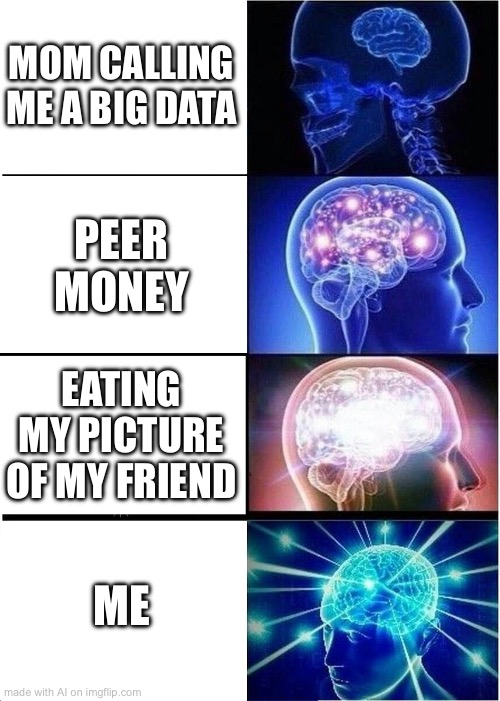 MOM CALLING
ME A BIG DATA
PEER
MONEY
EATING
MY PICTURE
OF MY FRIEND
ME
made with AI on imgflip.com